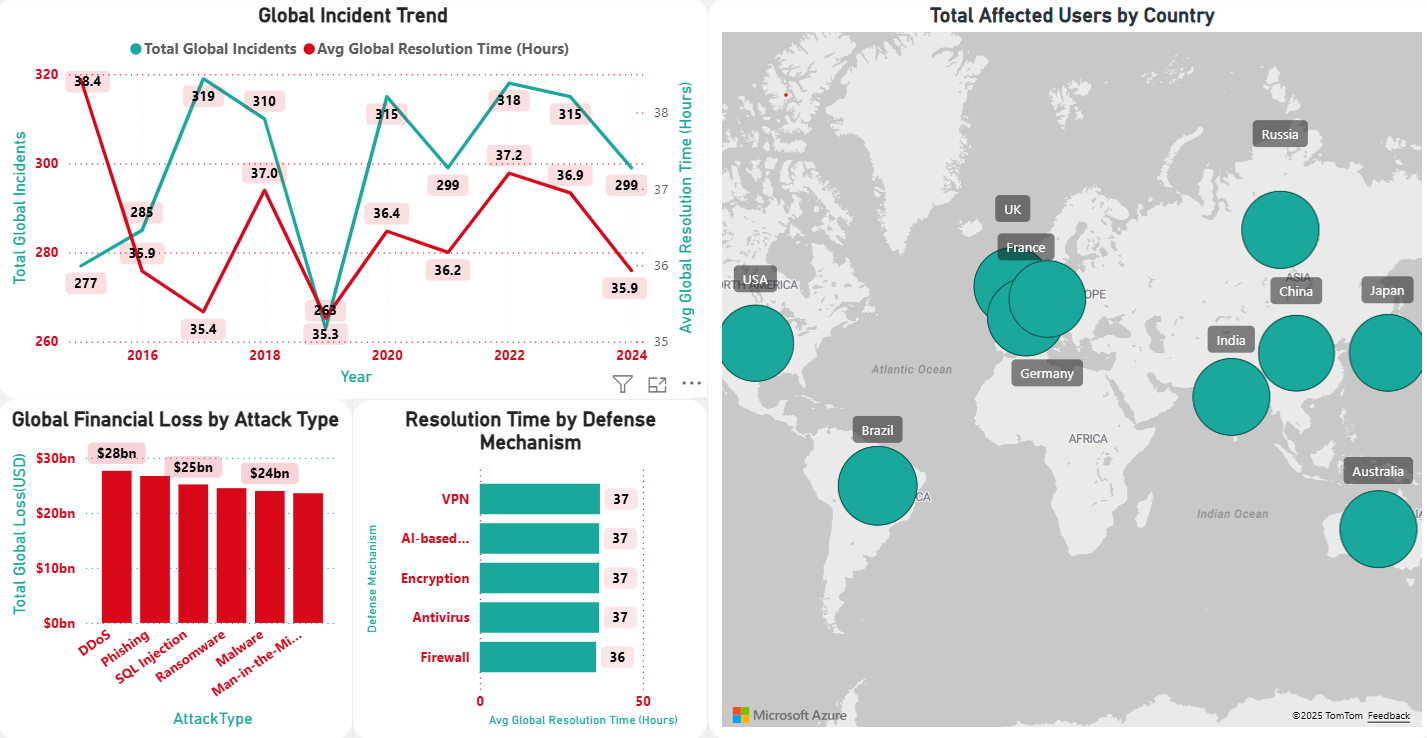 Global Incident Trend
Total Global Incidents Avg Global Resolution Time (Hours)
Total Global Incidents
320
300
280
260
38.4
319
310
315
318
315
285
277
35.9
35.4
37.0
263
35.3
36.4
299
36.2
37.2
36.9
299
35.9
38
37
36
35
Avg Global Resolution Time (Hours)
2016 2018 2020 2022 2024
Year
Global Financial Loss by Attack Type
Total Global Loss(USD)
$30bn
$20bn
$10bn
$0bn
$28bn
$25bn
$24bn
DDoS
Phishing
SQL Injection
Ransomware
Malware
Man-in-the-Mi...
AttackType
Resolution Time by Defense
Mechanism
Defense Mechanism
VPN 37
AI-based... 37
Encryption 37
Antivirus 37
Firewall 36
0 50
Avg Global Resolution Time (Hours)
Total Affected Users by Country
Russia
UK
France
USA
RTH AMERICA
OPE
ASIA
China
Japan
India
Germany
Atlantic Ocean
Brazil
AFRICA
CA
Australia
Indian Ocean
Microsoft Azure
©2025 TomTom Feedback